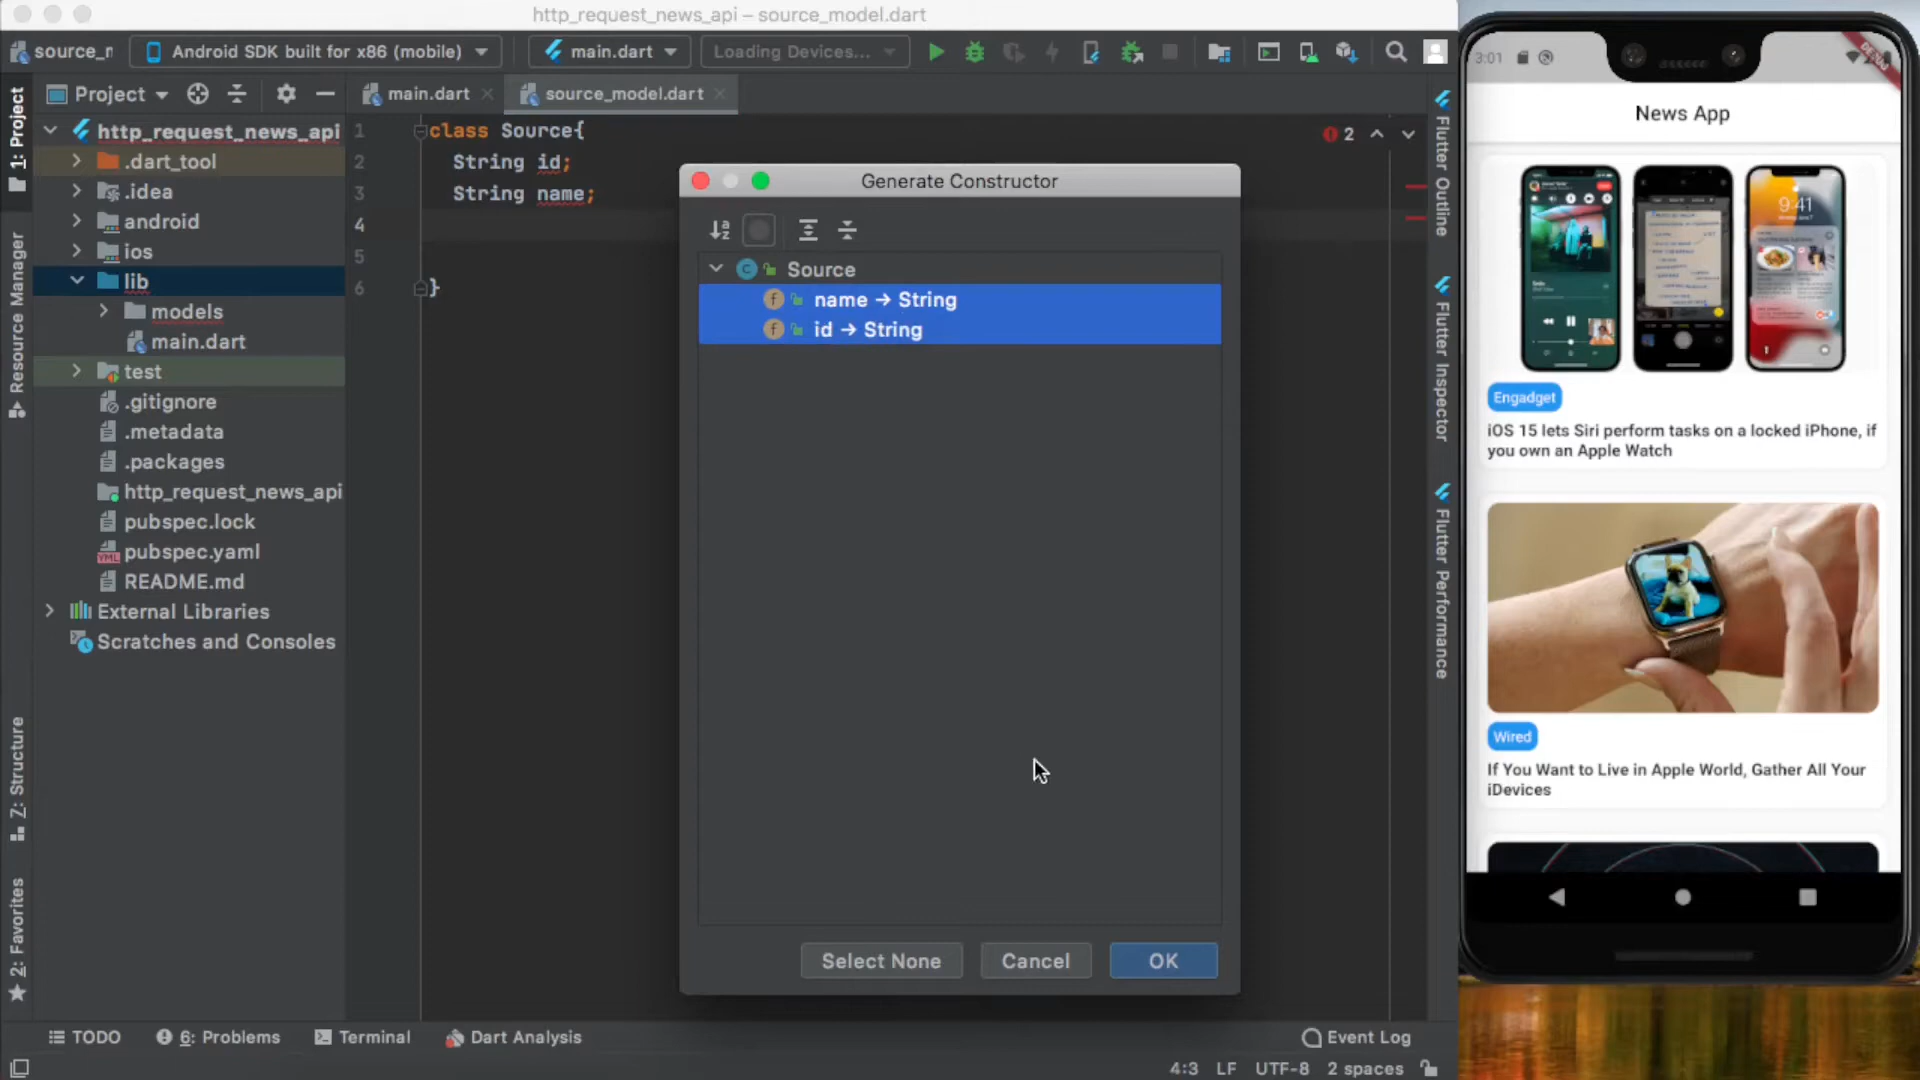 http_request_news_api – source_model.dart
source_r
Android SDK built for x86 (mobile)
main.dart
Loading Devices...
Project
main.dart
source_model.dart
1: Project
Resource Manager
Z: Structure
2: Favorites
http_request_news_api
.dart_tool
.idea
android
ios
lib
models
main.dart
test
.gitignore
.metadata
.packages
http_request_news_api
pubspec.lock
pubspec.yaml
README.md
External Libraries
Scratches and Consoles
1 class Source{
2 String id;
3 String name;
4
5
6 }
2
Generate Constructor
Source
name → String
id → String
Select None
Cancel
OK
Flutter Outline
Flutter Inspector
Flutter Performance
TODO
6: Problems
Terminal
Dart Analysis
Event Log
4:3
LF
UTF-8
2 spaces
3:01
DEBUG
News App
9:41
Engadget
iOS 15 lets Siri perform tasks on a locked iPhone, if
you own an Apple Watch
Wired
If You Want to Live in Apple World, Gather All Your
iDevices